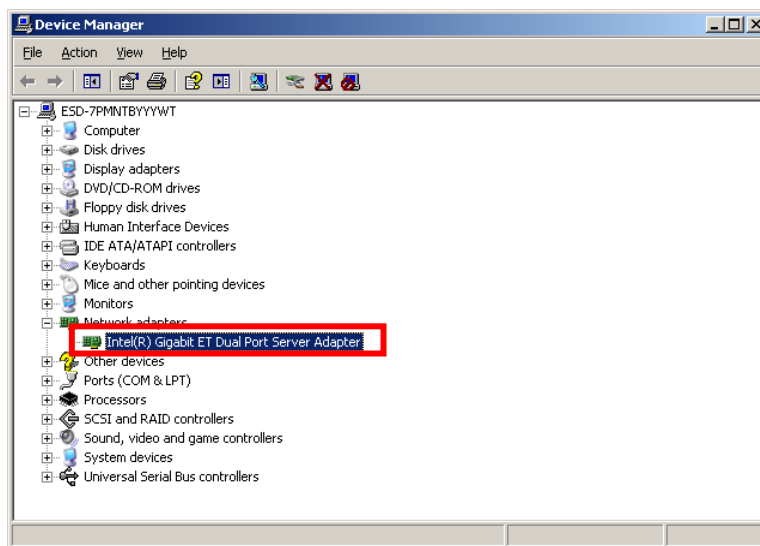 Device Manager
File Action View Help
ESD-7PMNTBYYYWT
Computer
Disk drives
Display adapters
DVD/CD-ROM drives
Floppy disk drives
Human Interface Devices
IDE ATA/ATAPI controllers
Keyboards
Mice and other pointing devices
Monitors
Network adapters
Intel(R) Gigabit ET Dual Port Server Adapter
Other devices
Ports (COM & LPT)
Processors
SCSI and RAID controllers
Sound, video and game controllers
System devices
Universal Serial Bus controllers